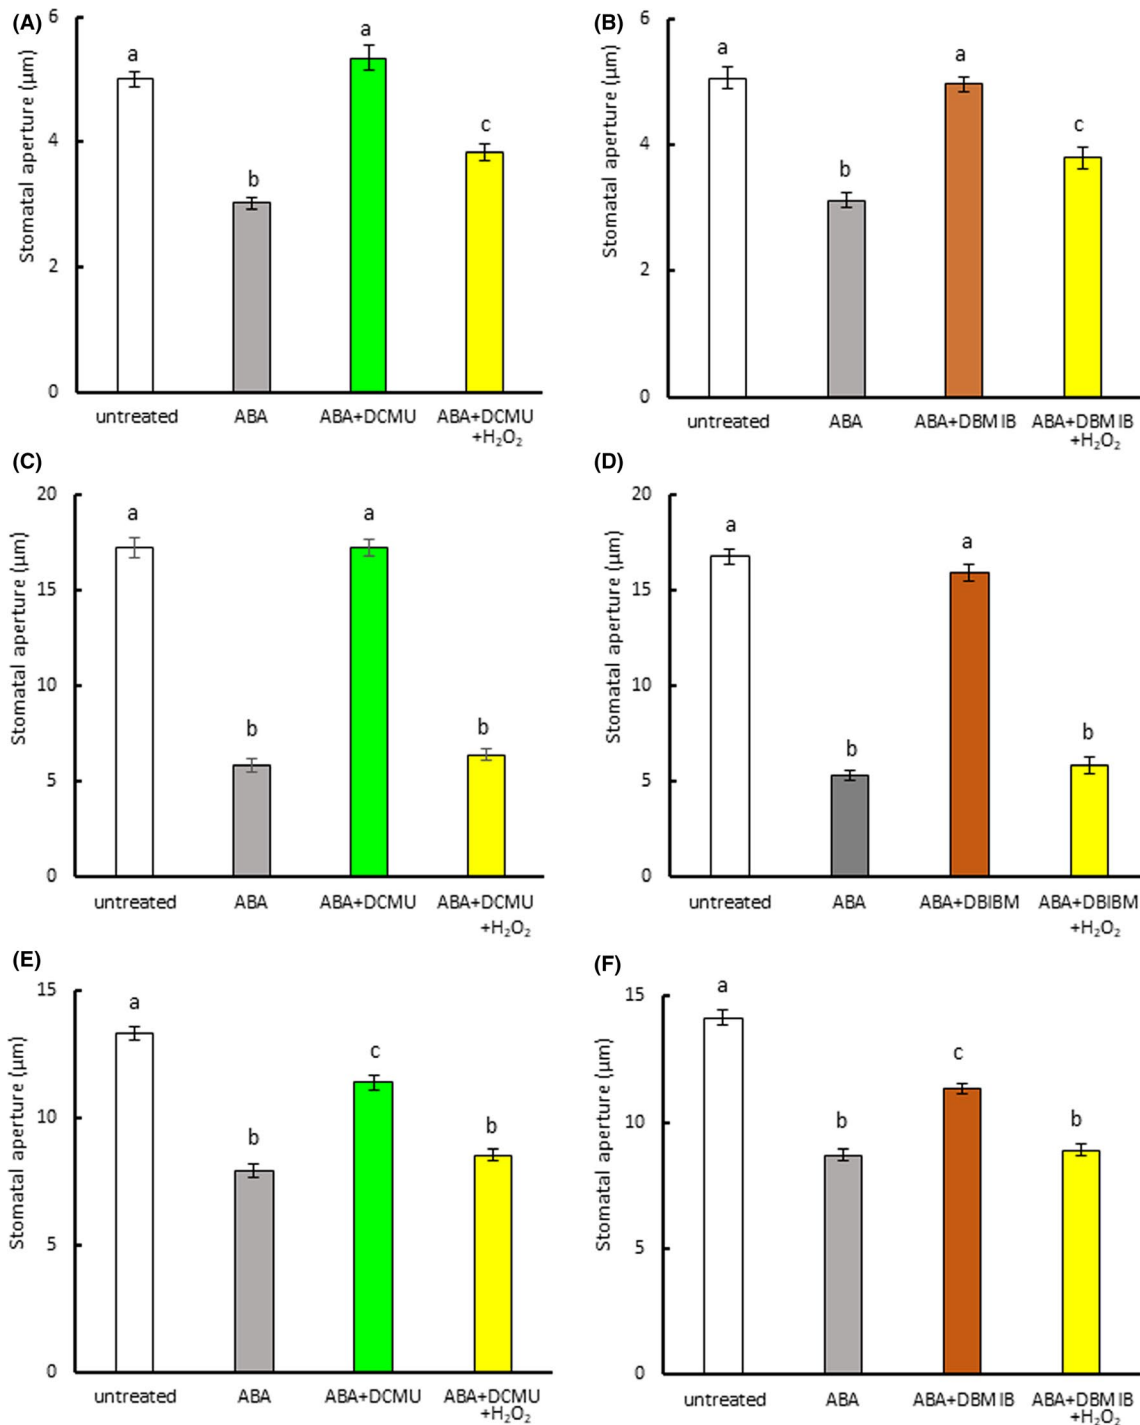 (A)
Stomatal aperture (µm)
6
4
2
0
a
b
a
c
untreated
ABA
ABA+DCMU
ABA+DCMU
+H₂O₂
(B)
Stomatal aperture (µm)
6
4
2
0
a
b
a
c
untreated
ABA
ABA+DBMIB
ABA+DBMIB
+H₂O₂
(C)
Stomatal aperture (µm)
20
15
10
5
0
a
b
a
b
untreated
ABA
ABA+DCMU
ABA+DCMU
+H₂O₂
(D)
Stomatal aperture (µm)
20
15
10
5
0
a
b
a
b
untreated
ABA
ABA+DBIBM
ABA+DBIBM
+H₂O₂
(E)
Stomatal aperture (µm)
15
10
5
0
a
b
c
b
untreated
ABA
ABA+DCMU
ABA+DCMU
+H₂O₂
(F)
Stomatal aperture (µm)
15
10
5
0
a
b
c
b
untreated
ABA
ABA+DBMIB
ABA+DBMIB
+H₂O₂